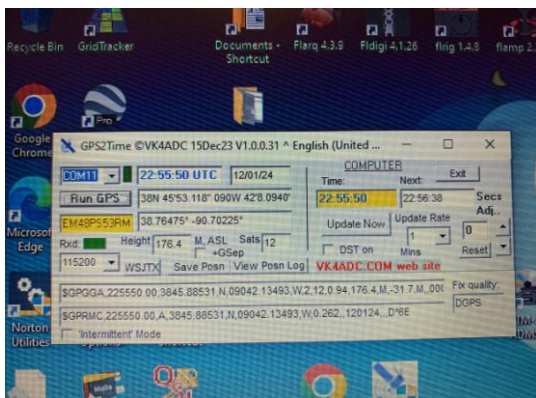 Recycle Bin
GridTracker
Documents - Shortcut
Flarq 4.3.9
Fldigi 4.1.26
flrig 1.4.8
flamp 2.
Google Chrome
Pro
GPS2Time ©VK4ADC 15Dec23 V1.0.0.31 ^ English (United ...
COM11
22:55:50 UTC
12/01/24
COMPUTER
Time:
Next:
Exit
Run GPS
38N 45'53.118" 090W 42'8.0940'
22:55:50
22:56:38
Secs
Adj..
EM48PS53RM
38.76475° -90.70225°
Update Now
Update Rate
0
Microsof
Edge
Rxd:
Height
176.4
M. ASL
+GSep
Sats
12
DST on
1
Mins
Reset
115200
WSJTX
Save Posn
View Posn Log
VK4ADC.COM web site
$GPGGA,225550.00,3845.88531,N,09042.13493,W,2,12,0.94,176.4,M,-31.7,M,,00(
Fix quality:
$GPRMC,225550.00,A,3845.88531,N,09042.13493,W,0.262,,120124,,,D*6E
DGPS
Norton
Utilities
'Intermittent' Mode